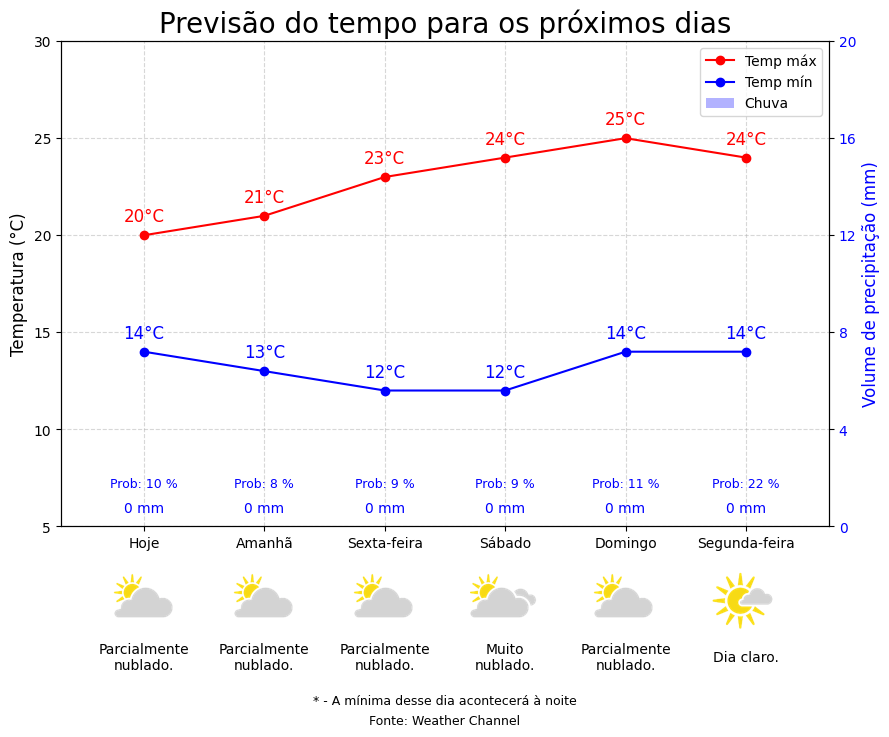 Previsão do tempo para os próximos dias
Temperatura (°C)
Volume de precipitação (mm)
30
25
20
15
10
5
20
16
12
8
4
0
Temp máx
Temp mín
Chuva
20°C
21°C
23°C
24°C
25°C
24°C
14°C
13°C
12°C
12°C
14°C
14°C
Prob: 10 %
Prob: 8 %
Prob: 9 %
Prob: 9 %
Prob: 11 %
Prob: 22 %
0 mm
0 mm
0 mm
0 mm
0 mm
0 mm
Hoje
Amanhã
Sexta-feira
Sábado
Domingo
Segunda-feira
Parcialmente
nublado.
Parcialmente
nublado.
Parcialmente
nublado.
Muito
nublado.
Parcialmente
nublado.
Dia claro.
* - A mínima desse dia acontecerá à noite
Fonte: Weather Channel